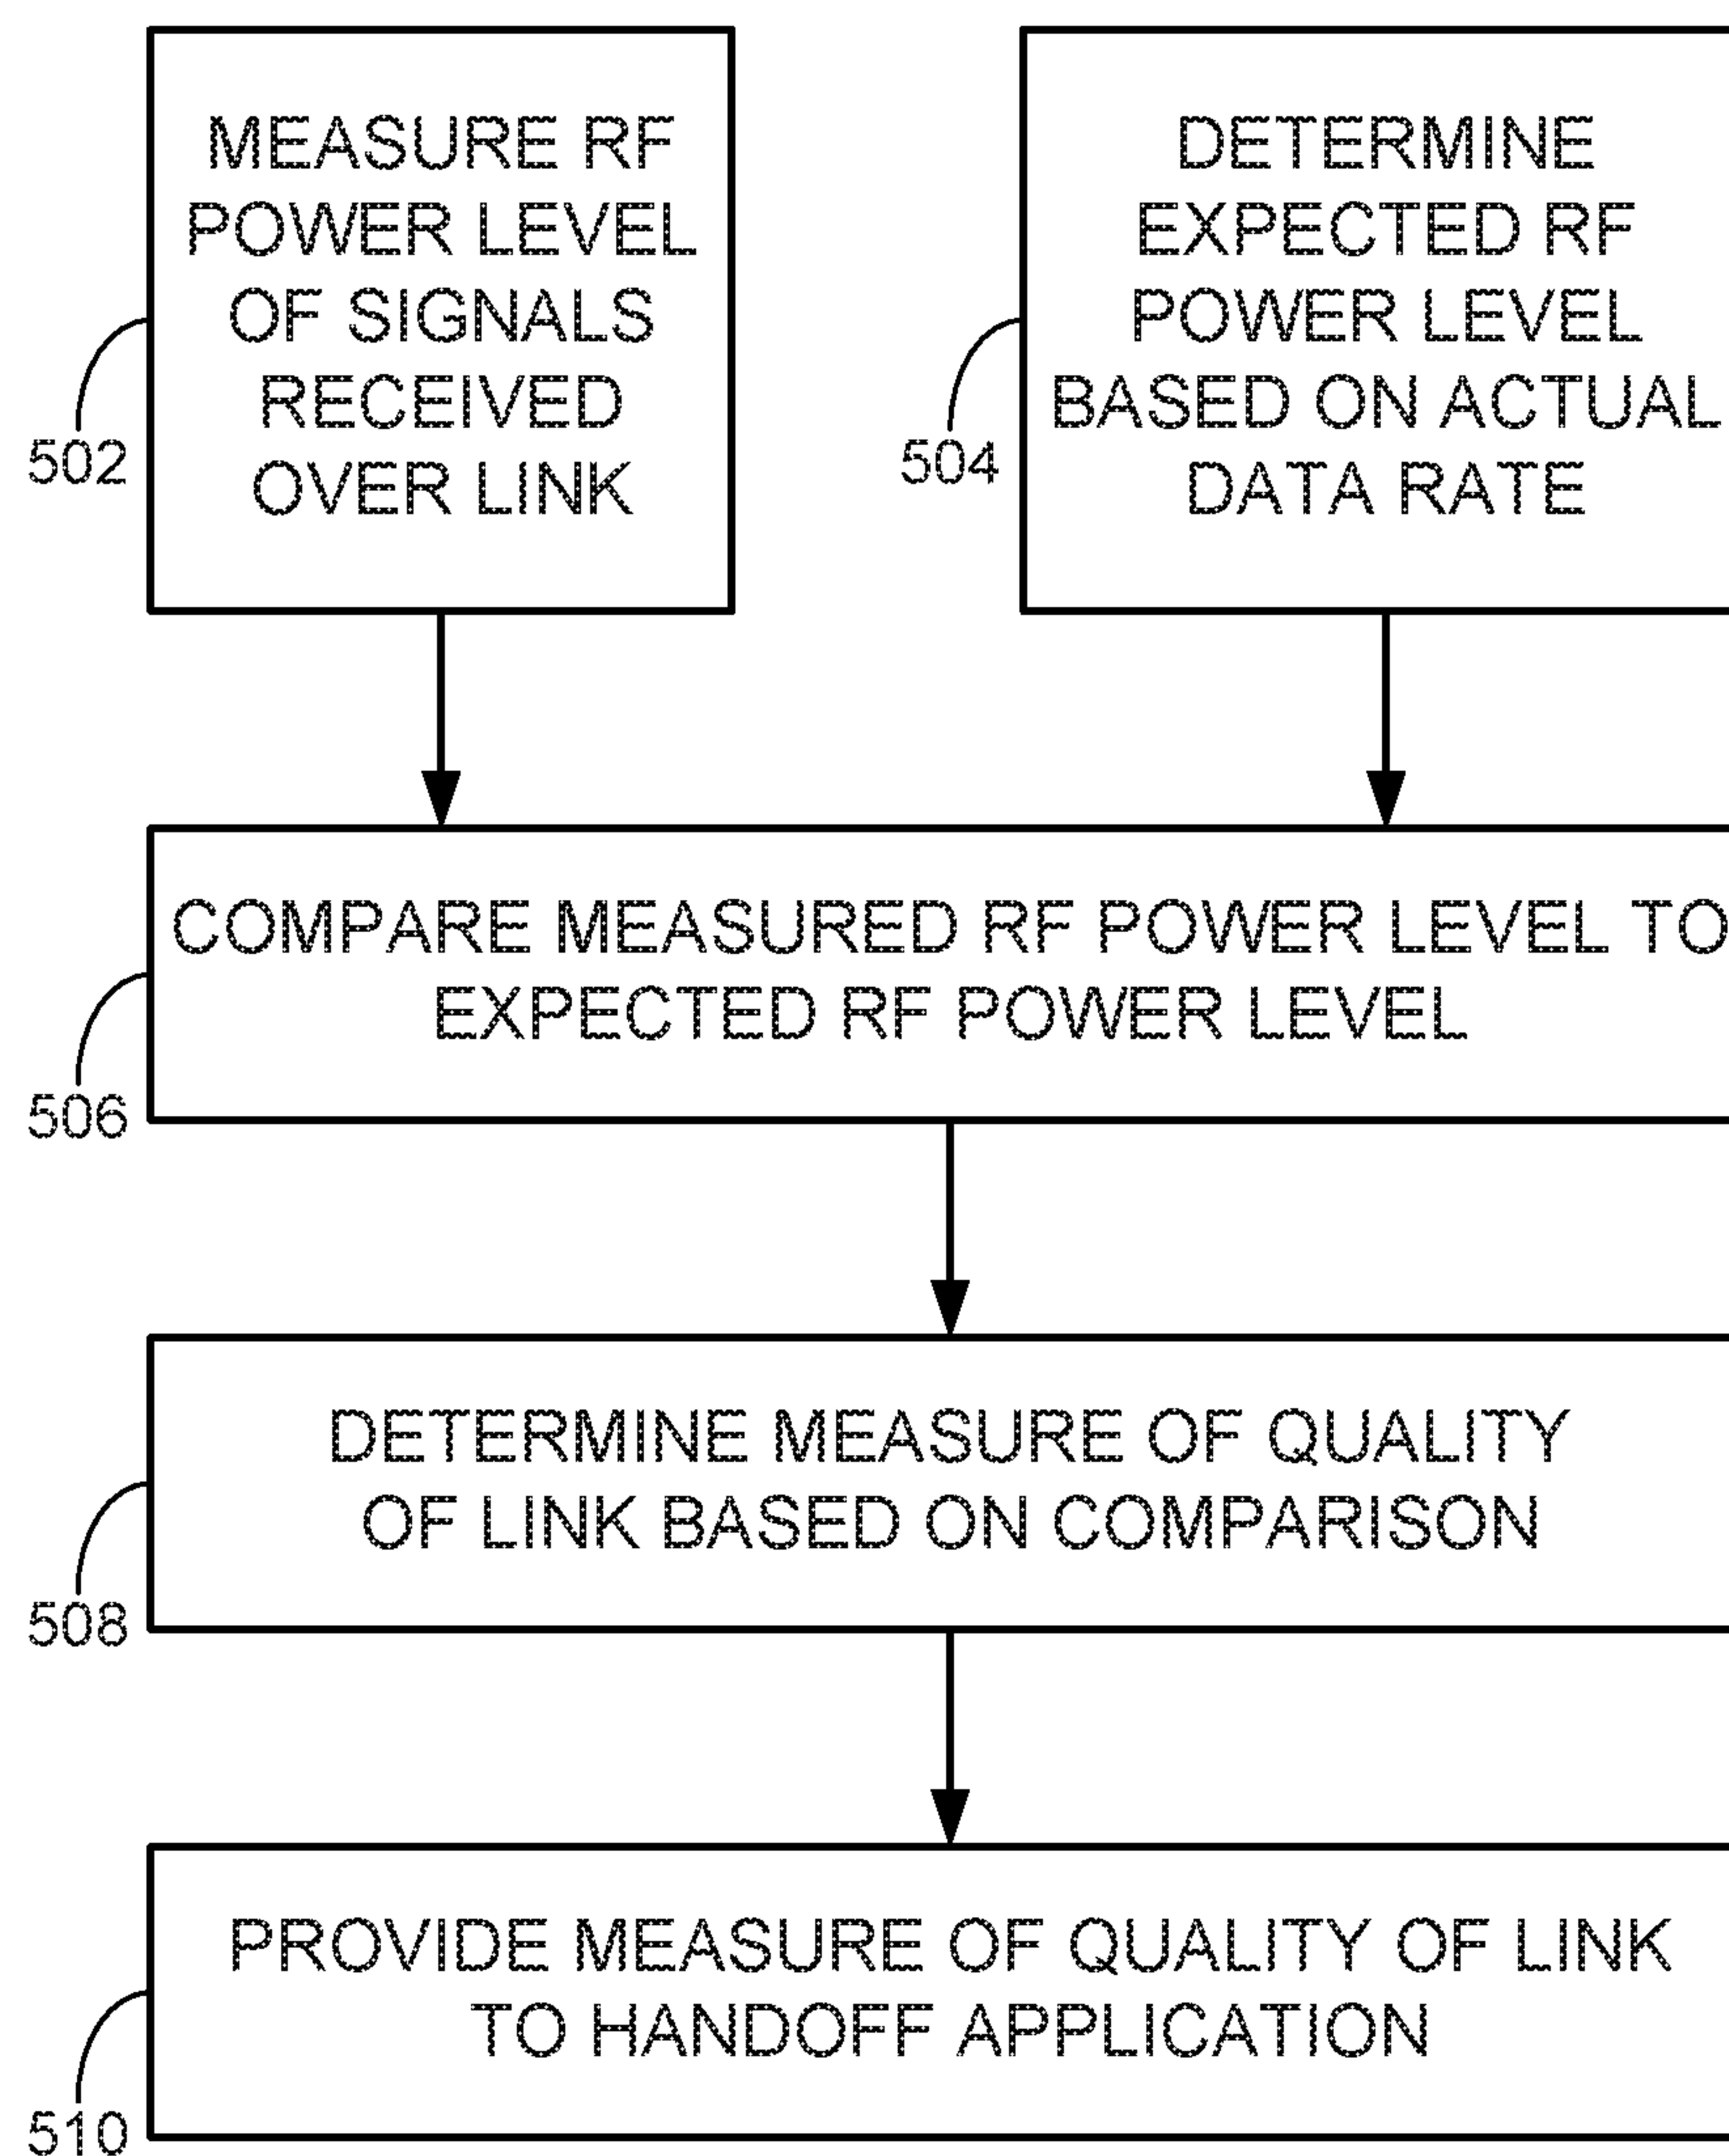 MEASURE RF
POWER LEVEL
OF SIGNALS
RECEIVED
OVER LINK
502
DETERMINE
EXPECTED RF
POWER LEVEL
BASED ON ACTUAL
DATA RATE
504
COMPARE MEASURED RF POWER LEVEL TO
EXPECTED RF POWER LEVEL
506
DETERMINE MEASURE OF QUALITY
OF LINK BASED ON COMPARISON
508
PROVIDE MEASURE OF QUALITY OF LINK
TO HANDOFF APPLICATION
510